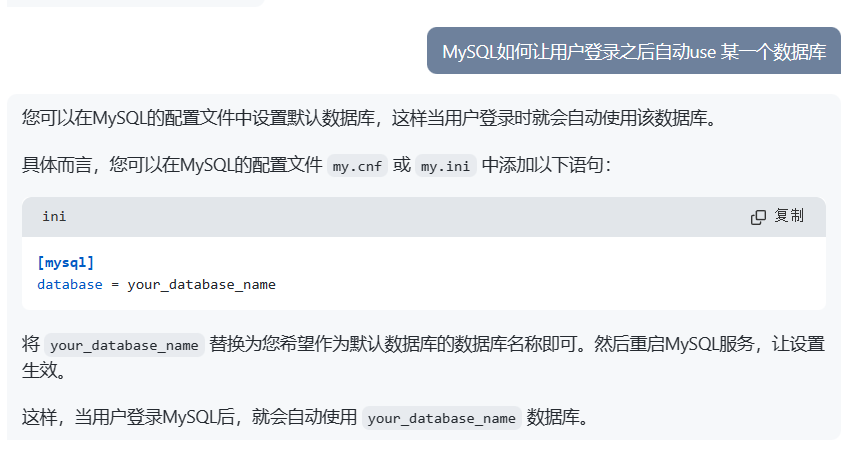 MySQL如何让用户登录之后自动use 某一个数据库
您可以在MySQL的配置文件中设置默认数据库，这样当用户登录时就会自动使用该数据库。
具体而言，您可以在MySQL的配置文件 my.cnf 或 my.ini 中添加以下语句：
ini 复制
[mysql]
database = your_database_name
将 your_database_name 替换为您希望作为默认数据库的数据库名称即可。然后重启MySQL服务，让设置
生效。
这样，当用户登录MySQL后，就会自动使用 your_database_name 数据库。